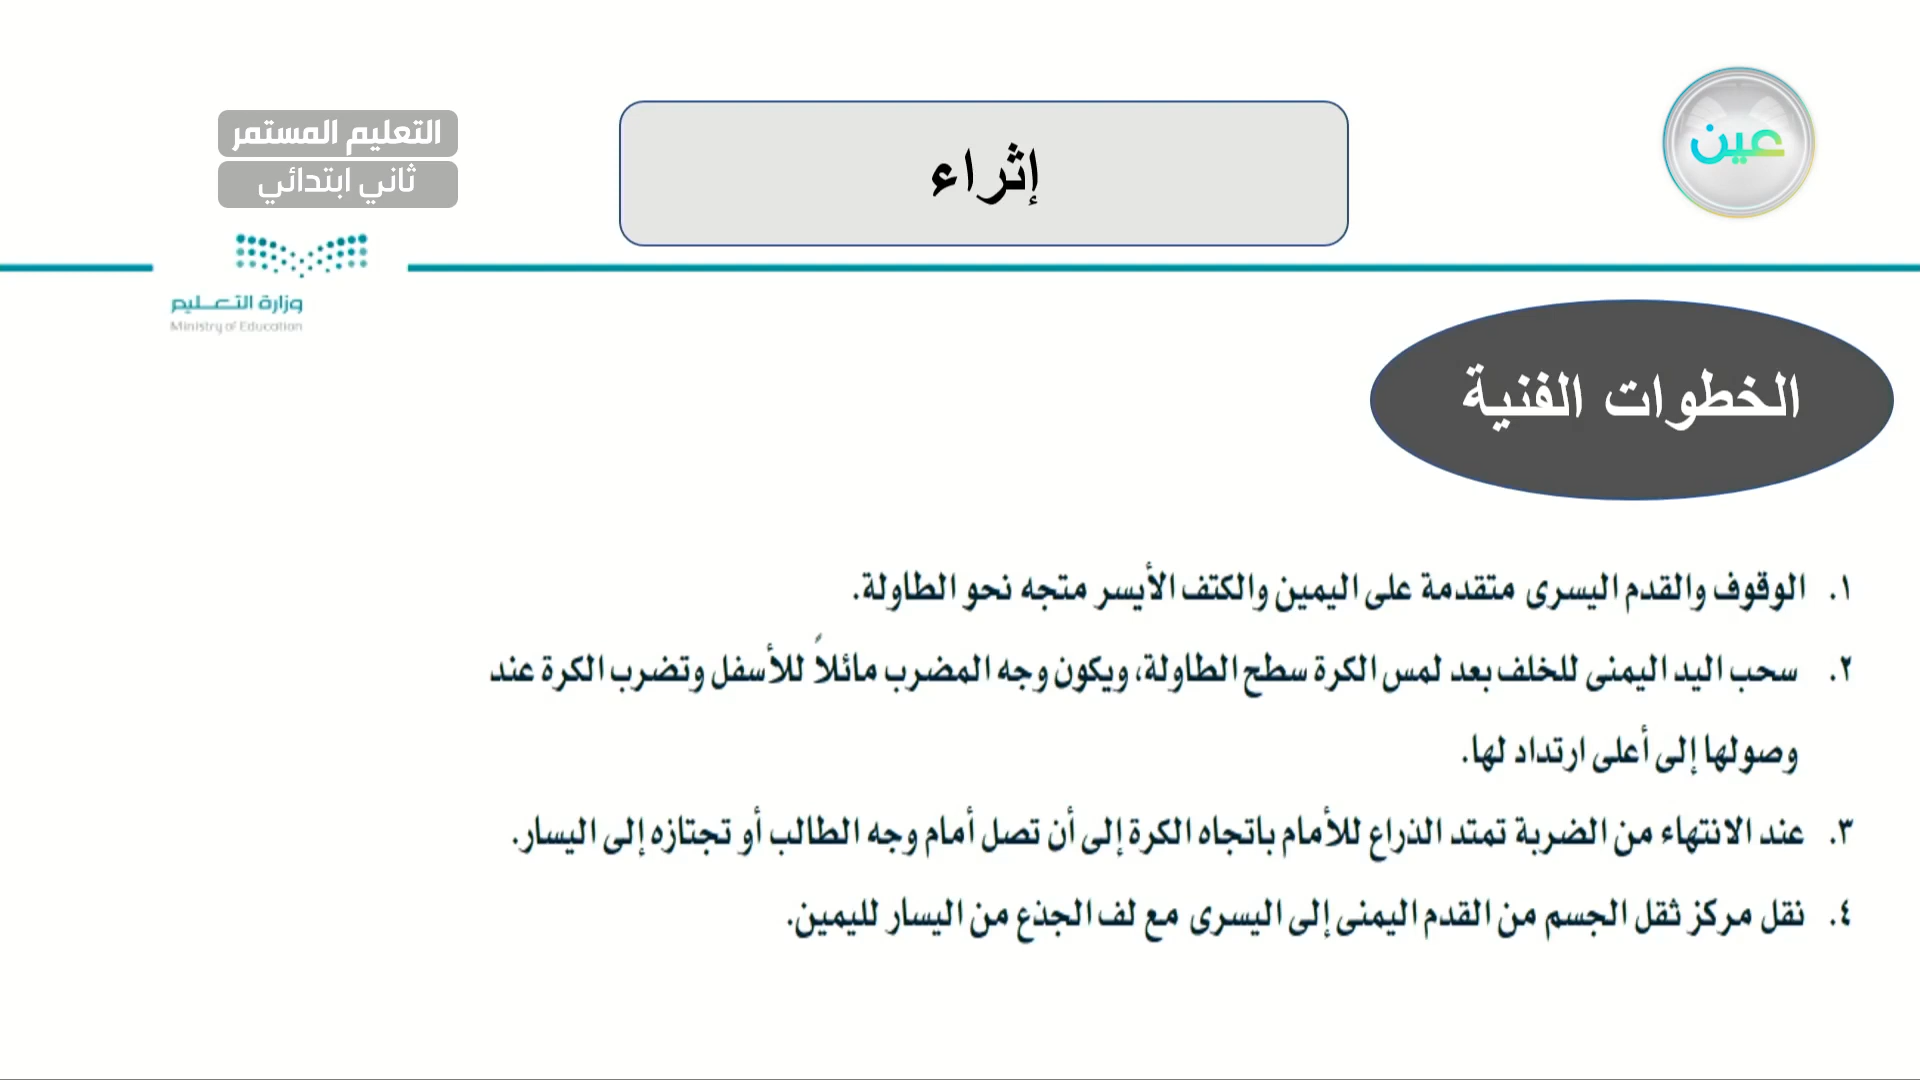 التعليم المستمر
ثاني ابتدائي
إثراء
عين
وزارة التعليم
Ministry of Education
الخطوات الفنية
١. الوقوف والقدم اليسرى متقدمة على اليمين والكتف الأيسر متجه نحو الطاولة.
٢. سحب اليد اليمنى للخلف بعد لمس الكرة سطح الطاولة، ويكون وجه المضرب مائلاً للأسفل وتضرب الكرة عند
وصولها إلى أعلى ارتداد لها.
٣. عند الانتهاء من الضربة تمتد الذراع للأمام باتجاه الكرة إلى أن تصل أمام وجه الطالب أو تجتازه إلى اليسار.
٤. نقل مركز ثقل الجسم من القدم اليمنى إلى اليسرى مع لف الجذع من اليسار لليمين.